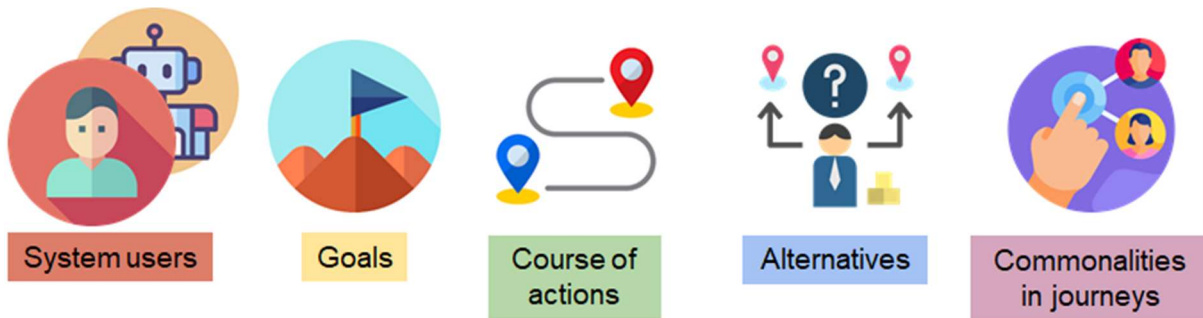 ?
System users
Goals
Course of
actions
Alternatives
Commonalities
in journeys